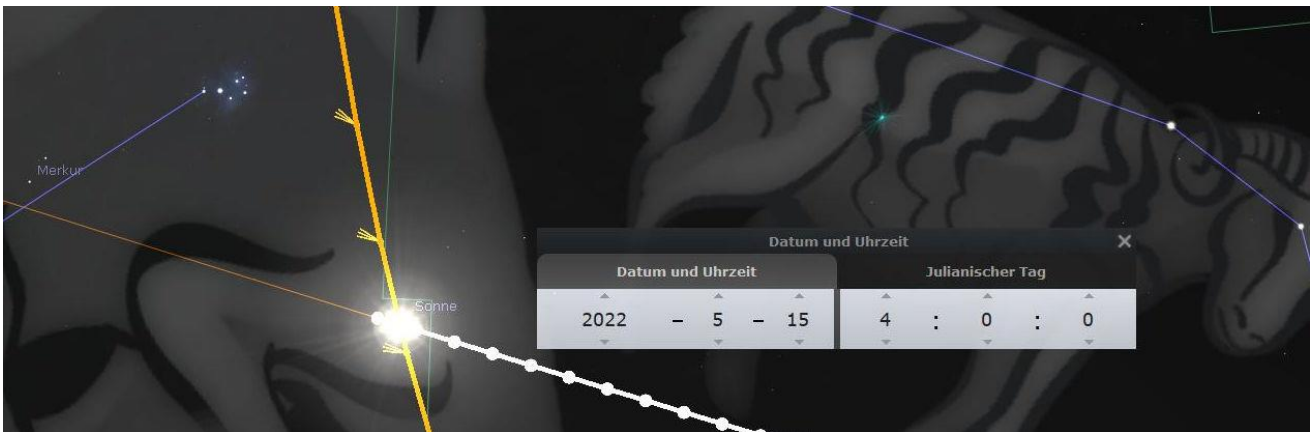 Merkur
Datum und Uhrzeit ×
Datum und Uhrzeit Julianischer Tag
Sonne
2022 – 5 – 15 4 : 0 : 0